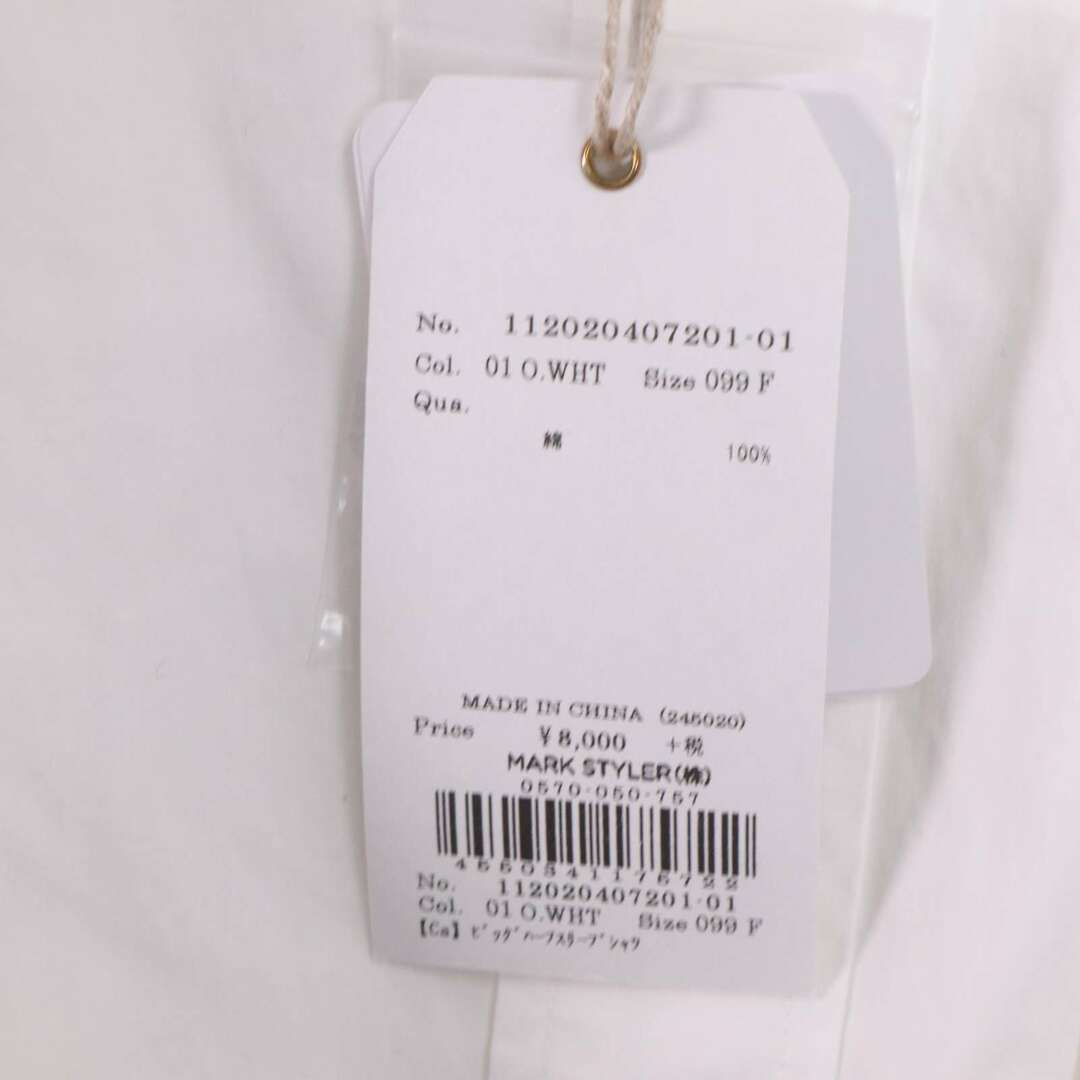 No. 112020407201-01
Col. 01 O.WHT Size 099 F
Qua.
綿 100%
MADE IN CHINA (245020)
Price ¥8,000 +税
MARK STYLER(株)
0570-050-757
4550341175722
No. 112020407201-01
Col. 01 O.WHT Size 099 F
【Ca】ﾋﾞｯｸﾞﾊｰﾌｽﾘｰﾌﾞｼｬﾂ